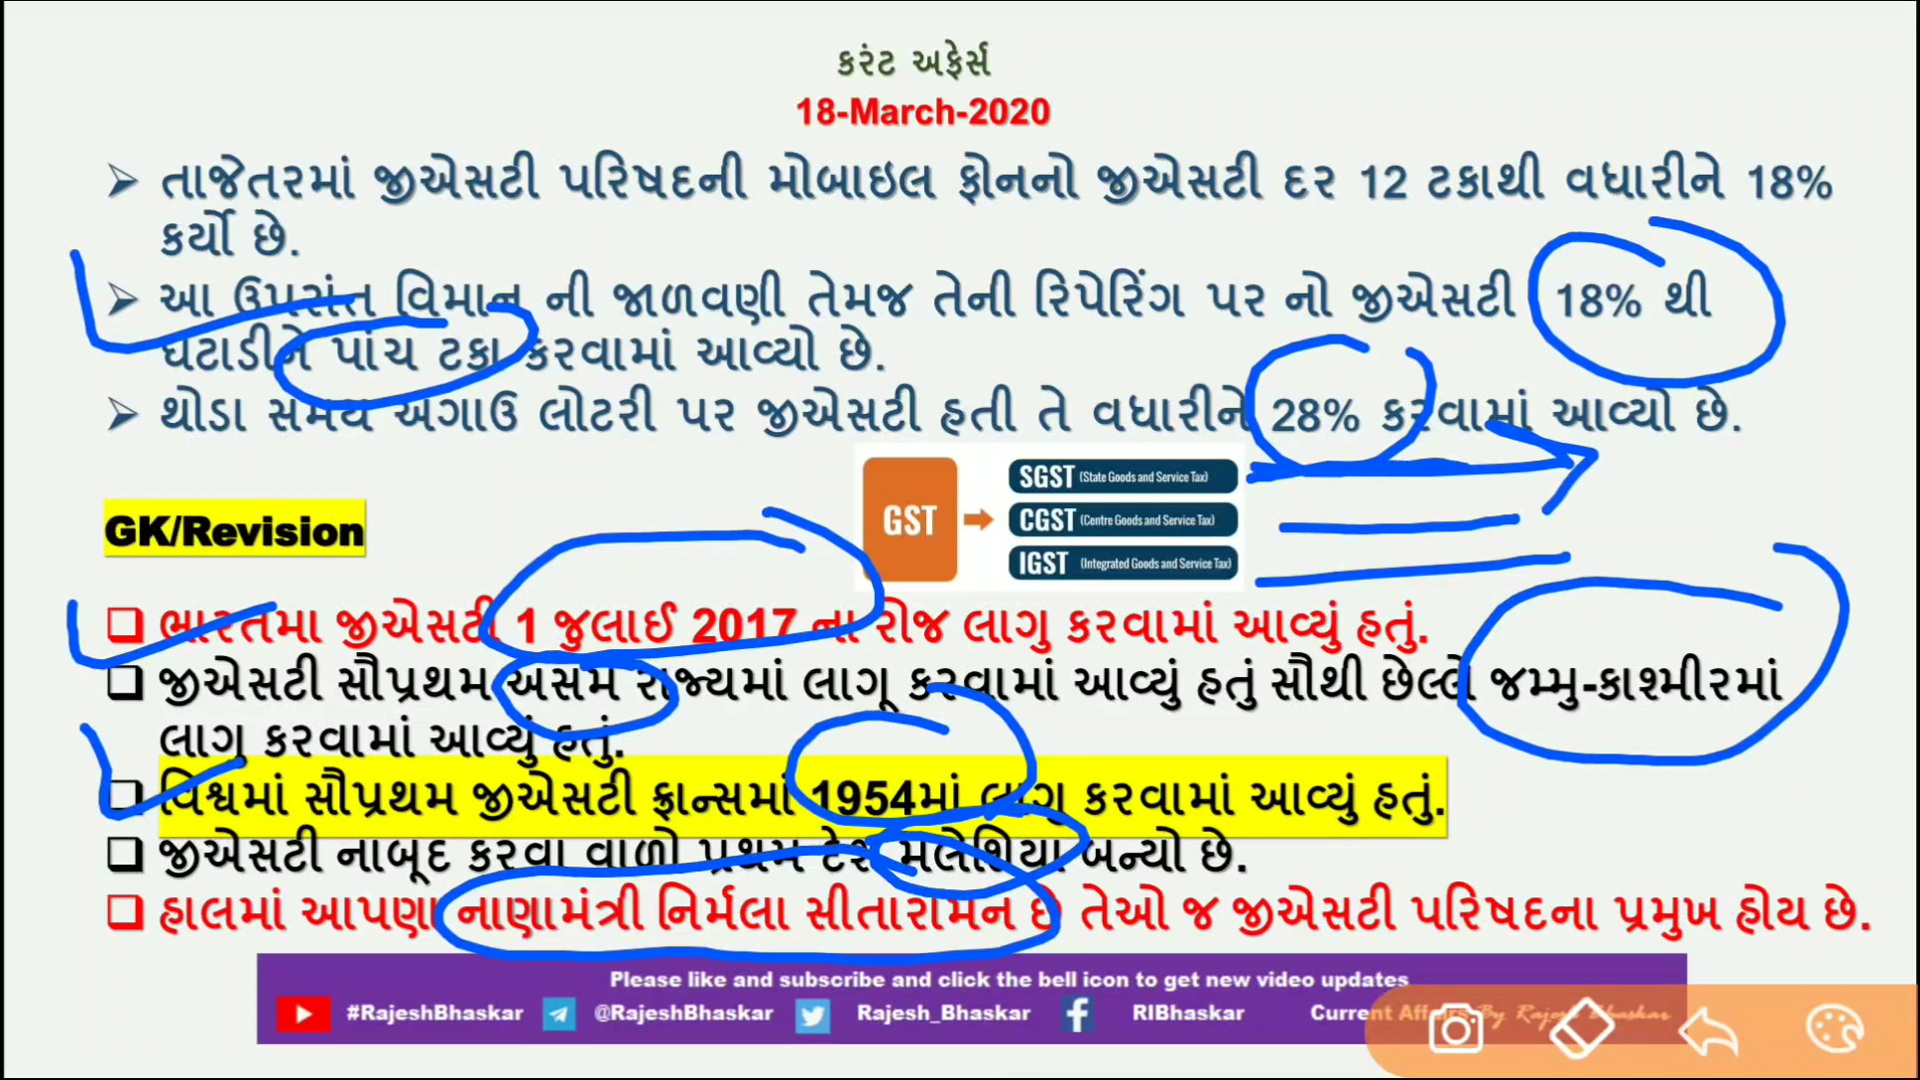 કરંટ અફેર્સ
18-March-2020
તાજેતરમાં જીએસટી પરિષદની મોબાઇલ ફોનનો જીએસટી દર 12 ટકાથી વધારીને 18%
કર્યો છે.
આ ઉપરાંત વિમાન ની જાળવણી તેમજ તેની રિપેરિંગ પર નો જીએસટી 18% થી
ઘટાડીને પાંચ ટકા કરવામાં આવ્યો છે.
થોડા સમય અગાઉ લોટરી પર જીએસટી હતી તે વધારીને 28% કરવામાં આવ્યો છે.
GST
SGST (State Goods and Service Tax)
CGST (Centre Goods and Service Tax)
IGST (Integrated Goods and Service Tax)
GK/Revision
ભારતમા જીએસટી 1 જુલાઈ 2017 ના રોજ લાગુ કરવામાં આવ્યું હતું.
જીએસટી સૌપ્રથમ અસમ રાજ્યમાં લાગૂ કરવામાં આવ્યું હતું સૌથી છેલ્લે જમ્મુ-કાશ્મીરમાં
લાગુ કરવામાં આવ્યું હતું.
વિશ્વમાં સૌપ્રથમ જીએસટી ફ્રાન્સમાં 1954માં લાગુ કરવામાં આવ્યું હતું.
જીએસટી નાબૂદ કરવા વાળો પ્રથમ દેશ મલેશિયા બન્યો છે.
હાલમાં આપણા નાણામંત્રી નિર્મલા સીતારામન છે તેઓ જ જીએસટી પરિષદના પ્રમુખ હોય છે.
Please like and subscribe and click the bell icon to get new video updates
#RajeshBhaskar @RajeshBhaskar Rajesh_Bhaskar RIBhaskar Current Affairs By Rajesh Bhaskar